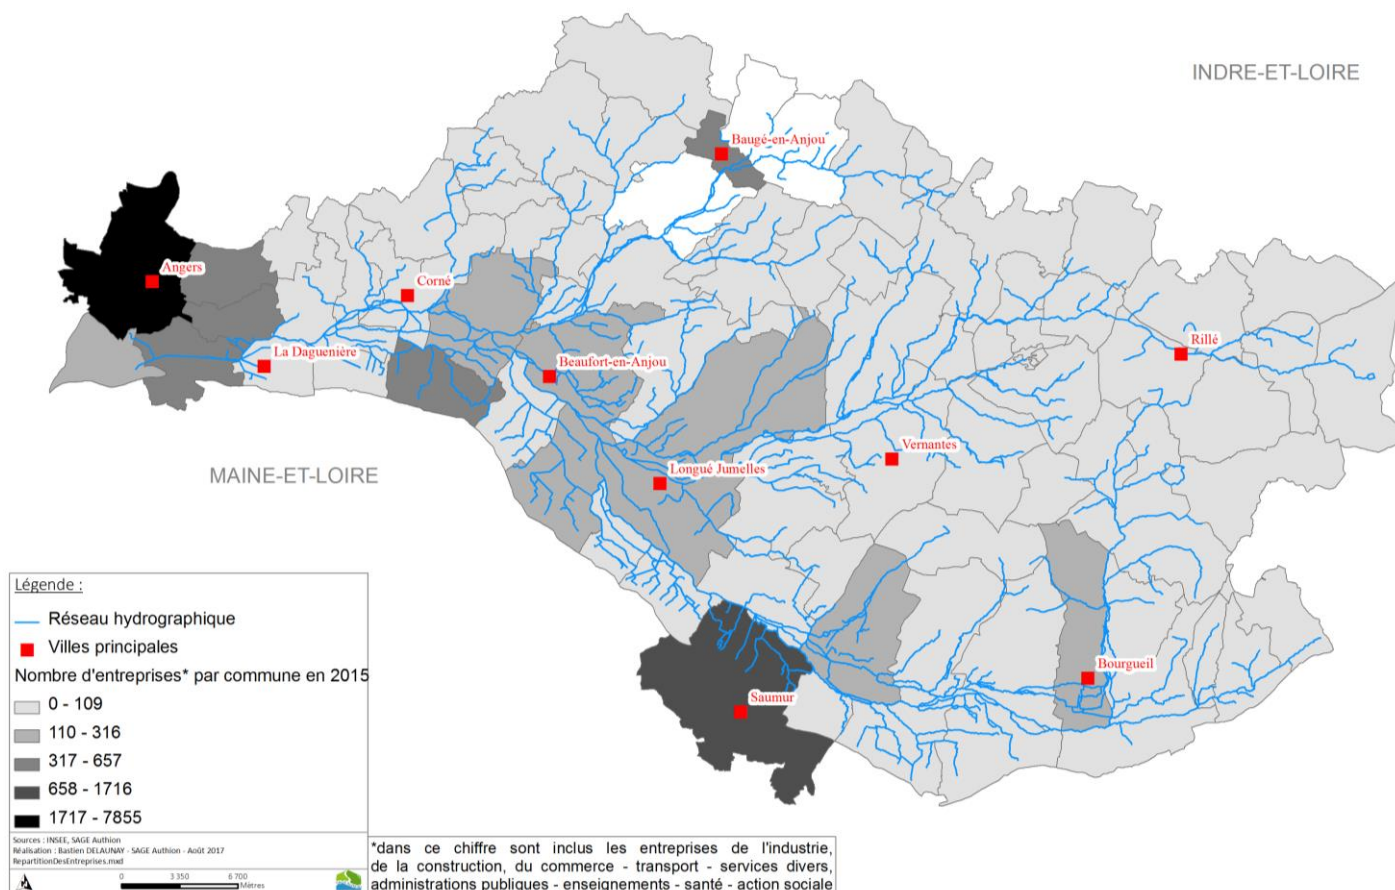 INDRE-ET-LOIRE
Baugé-en-Anjou
Angers
Corné
Rillé
La Daguenière
Beaufort-en-Anjou
Vernantes
Longué Jumelles
MAINE-ET-LOIRE
Bourgueil
Saumur
Légende :
Réseau hydrographique
Villes principales
Nombre d'entreprises* par commune en 2015
0 - 109
110 - 316
317 - 657
658 - 1716
1717 - 7855
Sources : INSEE, SAGE Authion
Réalisation : Bastien DELAUNAY - SAGE Authion - Août 2017
RepartitionDesEntreprises.mxd
0 3 350 6 700
Mètres
*dans ce chiffre sont inclus les entreprises de l'industrie,
de la construction, du commerce - transport - services divers,
administrations publiques - enseignements - santé - action sociale